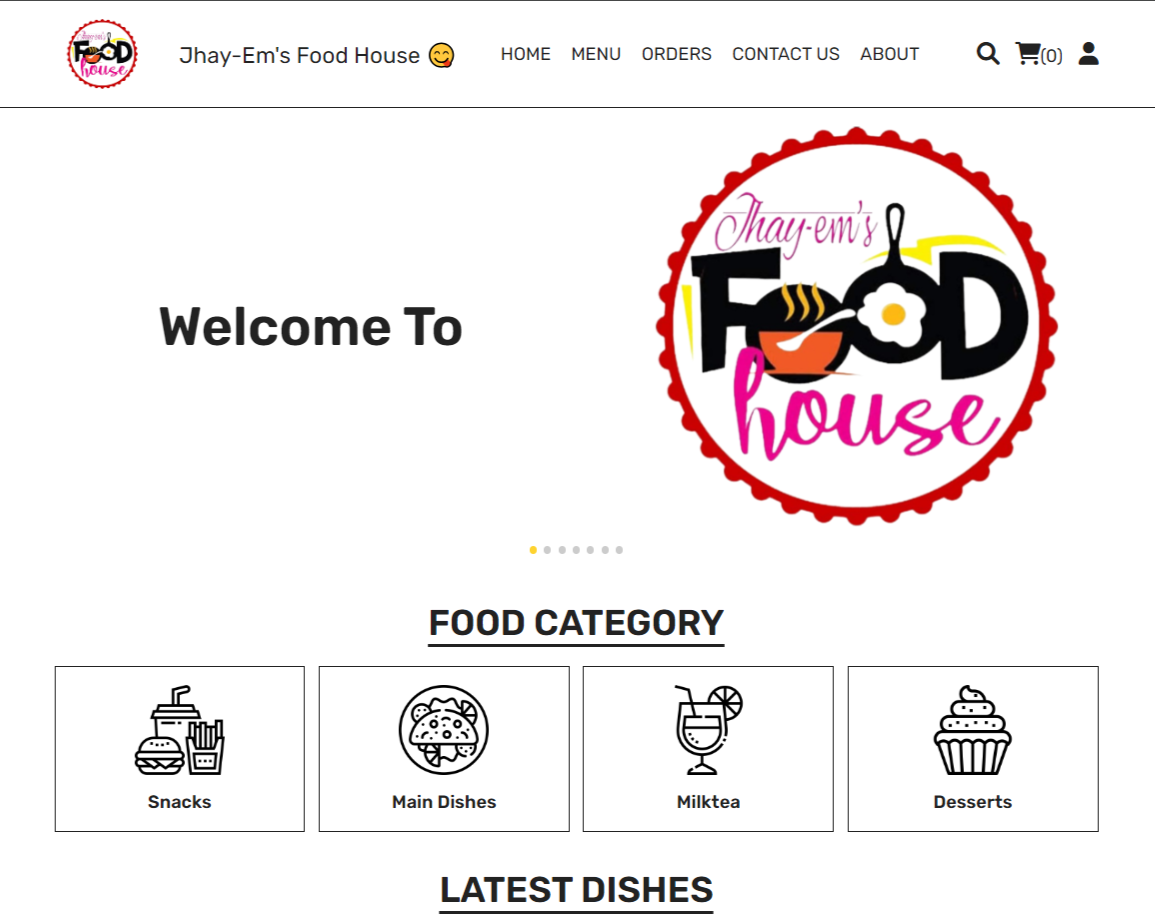 Jhay-em's
FOOD
house
Jhay-Em's Food House 😋
HOME MENU ORDERS CONTACT US ABOUT
(0)
Welcome To
Jhay-em's
FOOD
house
FOOD CATEGORY
Snacks
Main Dishes
Milktea
Desserts
LATEST DISHES